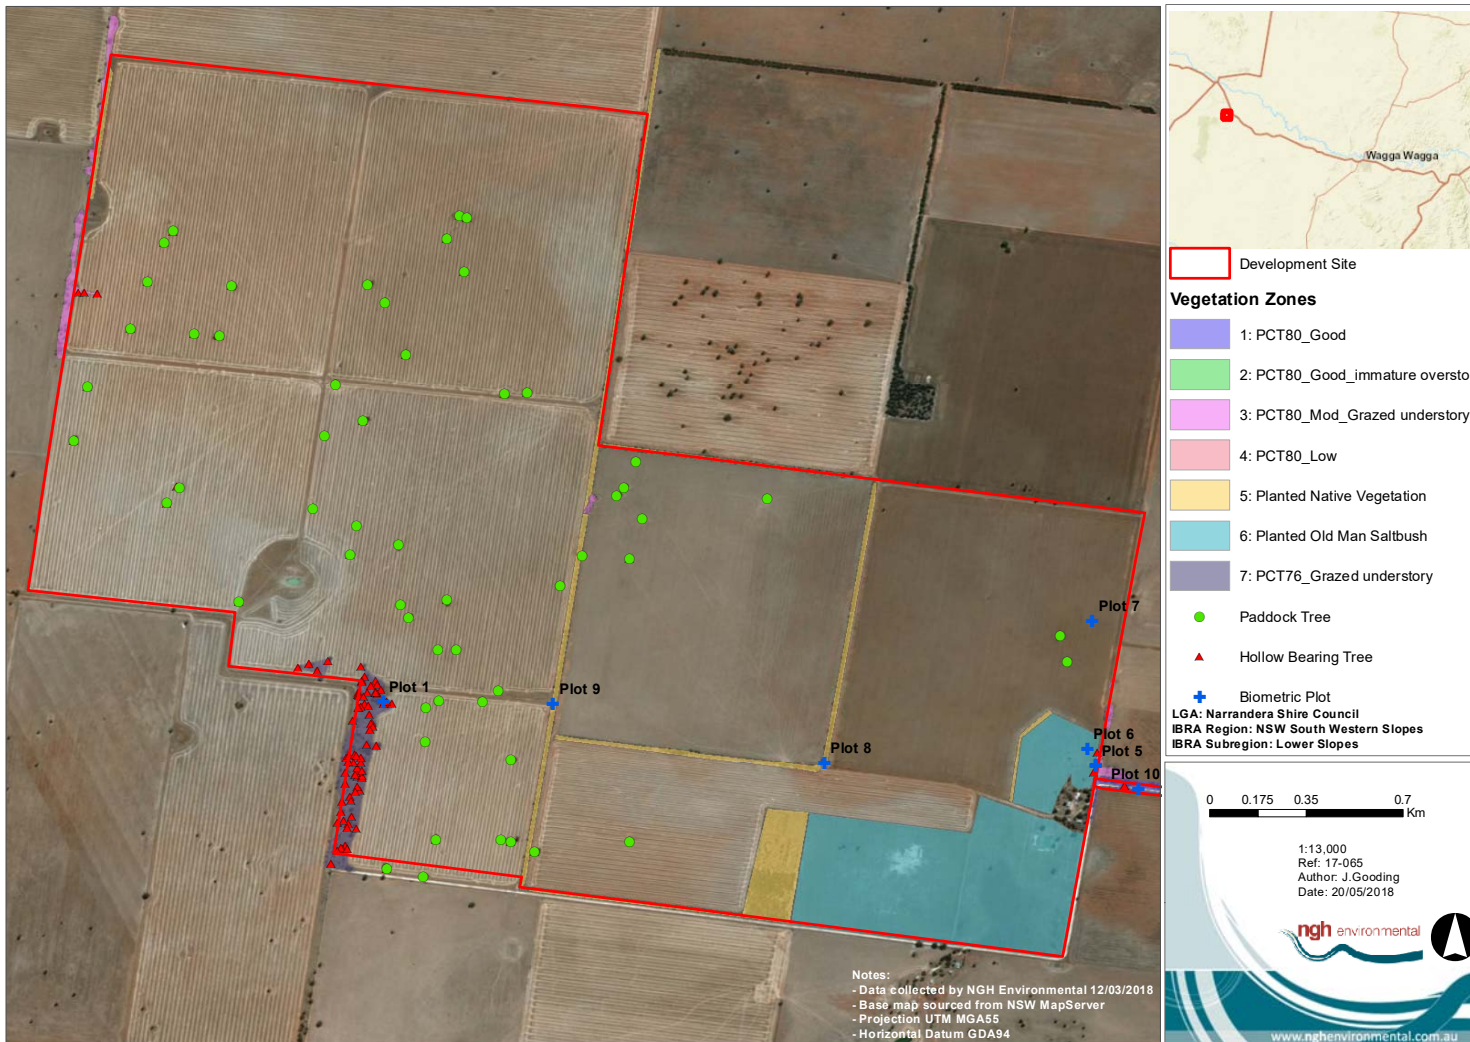 Plot 7
Plot 1
Plot 9
Plot 6
Plot 5
Plot 8
Plot 10
Notes:
- Data collected by NGH Environmental 12/03/2018
- Base map sourced from NSW MapServer
- Projection UTM MGA55
- Horizontal Datum GDA94
Wagga Wagga
Development Site
Vegetation Zones
1: PCT80_Good
2: PCT80_Good_immature oversto
3: PCT80_Mod_Grazed understory
4: PCT80_Low
5: Planted Native Vegetation
6: Planted Old Man Saltbush
7: PCT76_Grazed understory
Paddock Tree
Hollow Bearing Tree
Biometric Plot
LGA: Narrandera Shire Council
IBRA Region: NSW South Western Slopes
IBRA Subregion: Lower Slopes
0 0.175 0.35 0.7
Km
1:13,000
Ref: 17-065
Author: J.Gooding
Date: 20/05/2018
ngh environmental
www.nghenvironmental.com.au